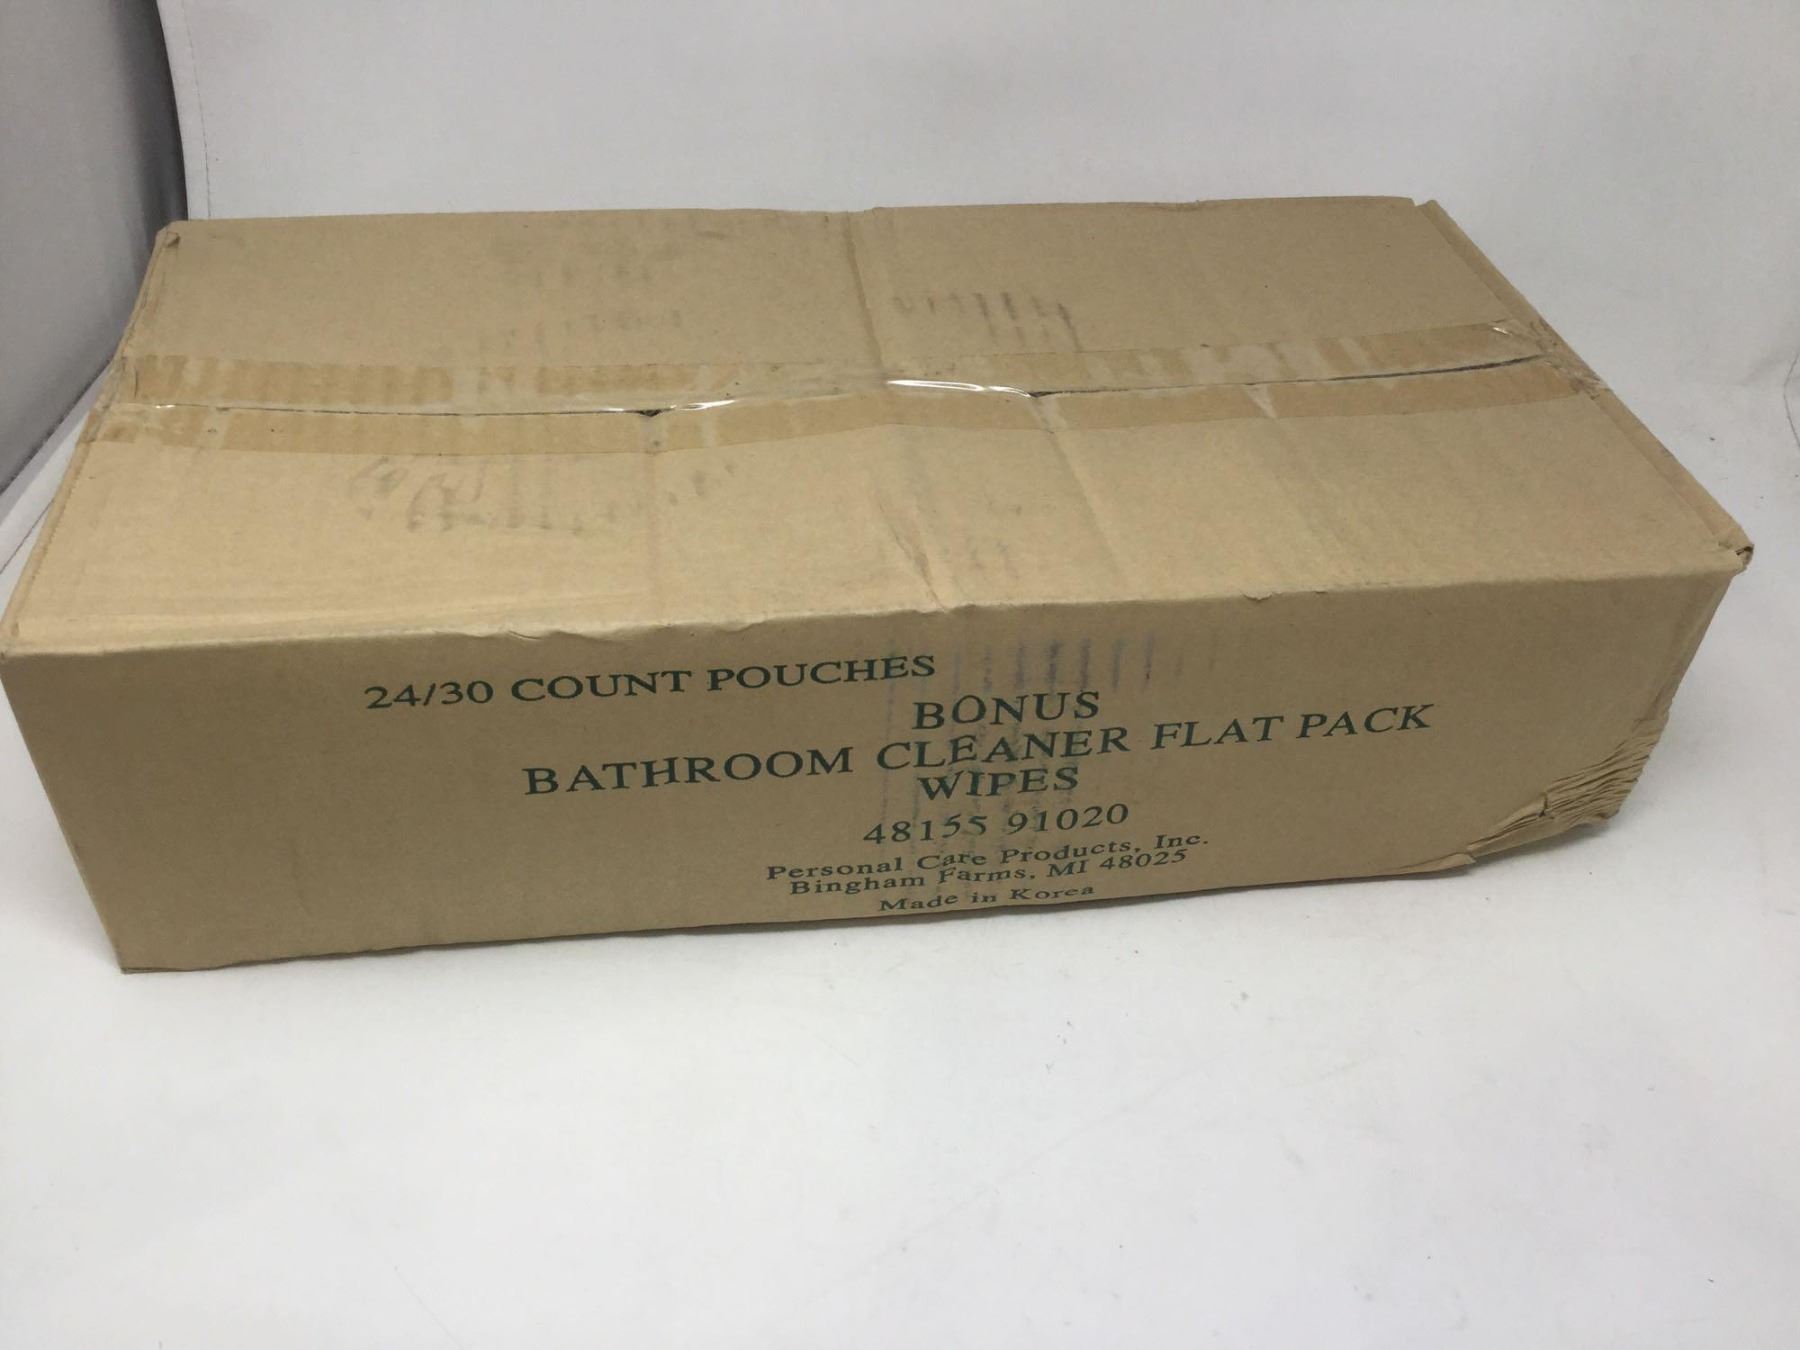 24/30 COUNT POUCHES
BONUS
BATHROOM CLEANER FLAT PACK
WIPES
48155 91020
Personal Care Products, Inc.
Bingham Farms, MI 48025
Made in Korea